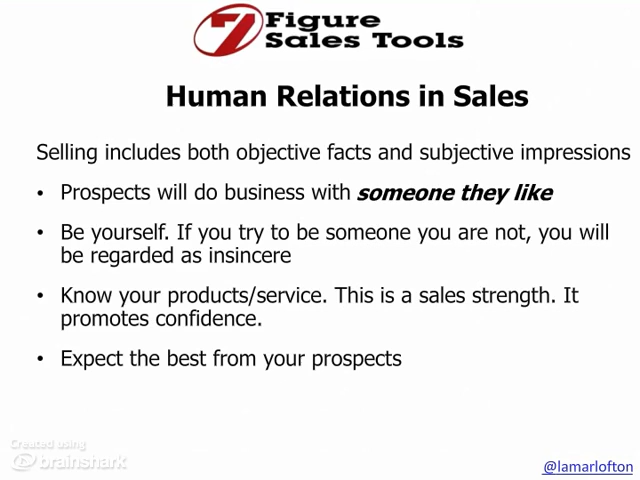 7 Figure
Sales Tools
Human Relations in Sales
Selling includes both objective facts and subjective impressions
• Prospects will do business with someone they like
• Be yourself. If you try to be someone you are not, you will
be regarded as insincere
• Know your products/service. This is a sales strength. It
promotes confidence.
• Expect the best from your prospects
Created using
brainshark
@lamarlofton